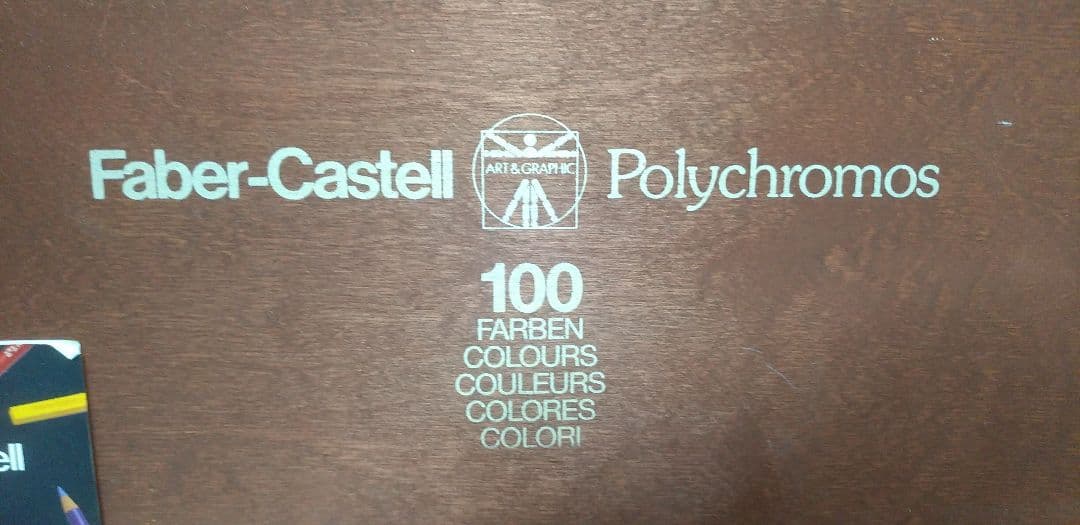 Faber-Castell ART & GRAPHIC Polychromos
100
FARBEN
COLOURS
COULEURS
COLORES
COLORI
ell